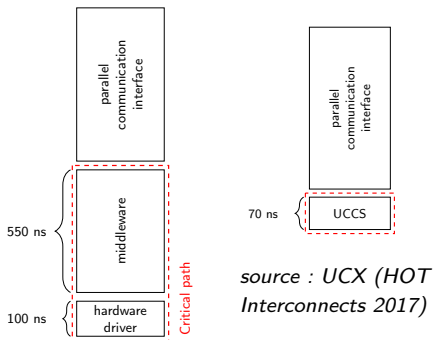 parallel
communication
interface
550 ns
middleware
100 ns
hardware
driver
Critical path
parallel
communication
interface
70 ns
UCCS
source : UCX (HOT
Interconnects 2017)